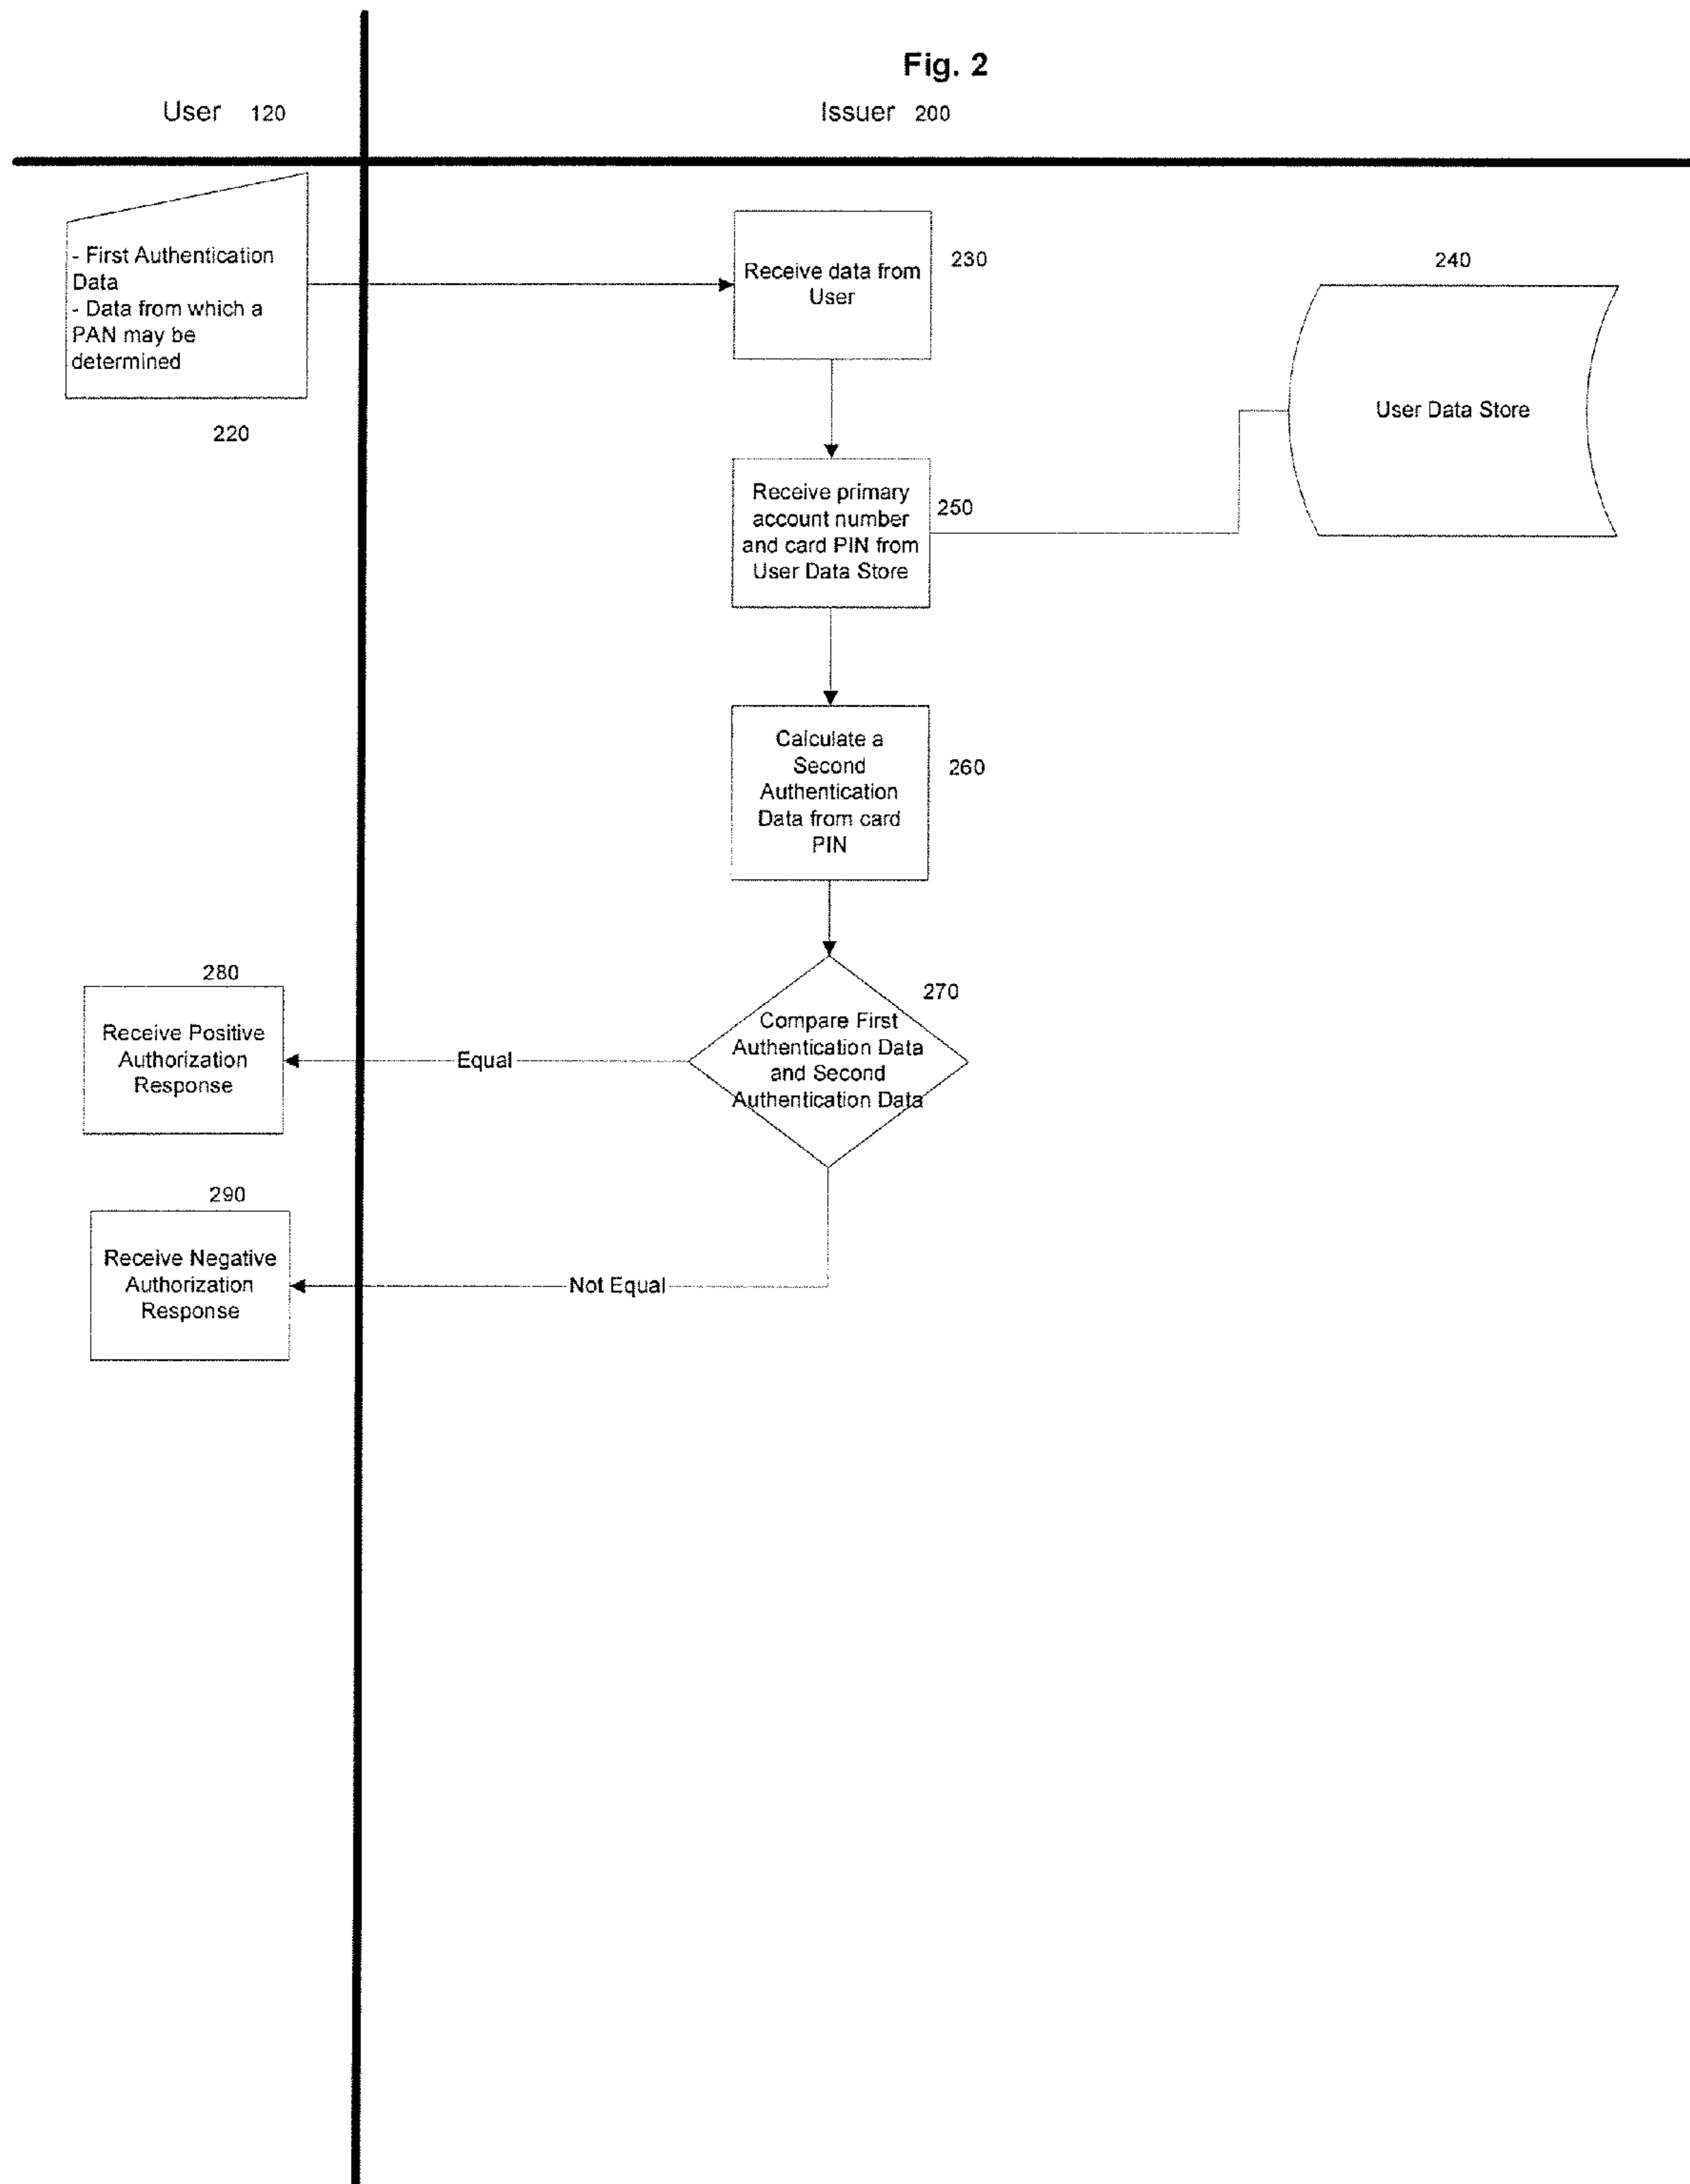 Fig. 2
User 120
Issuer 200
- First Authentication
Data
- Data from which a
PAN may be
determined
220
Receive data from
User
230
240
User Data Store
Receive primary
account number
and card PIN from
User Data Store
250
Calculate a
Second
Authentication
Data from card
PIN
260
270
Compare First
Authentication Data
and Second
Authentication Data
Equal
280
Receive Positive
Authorization
Response
Not Equal
290
Receive Negative
Authorization
Response